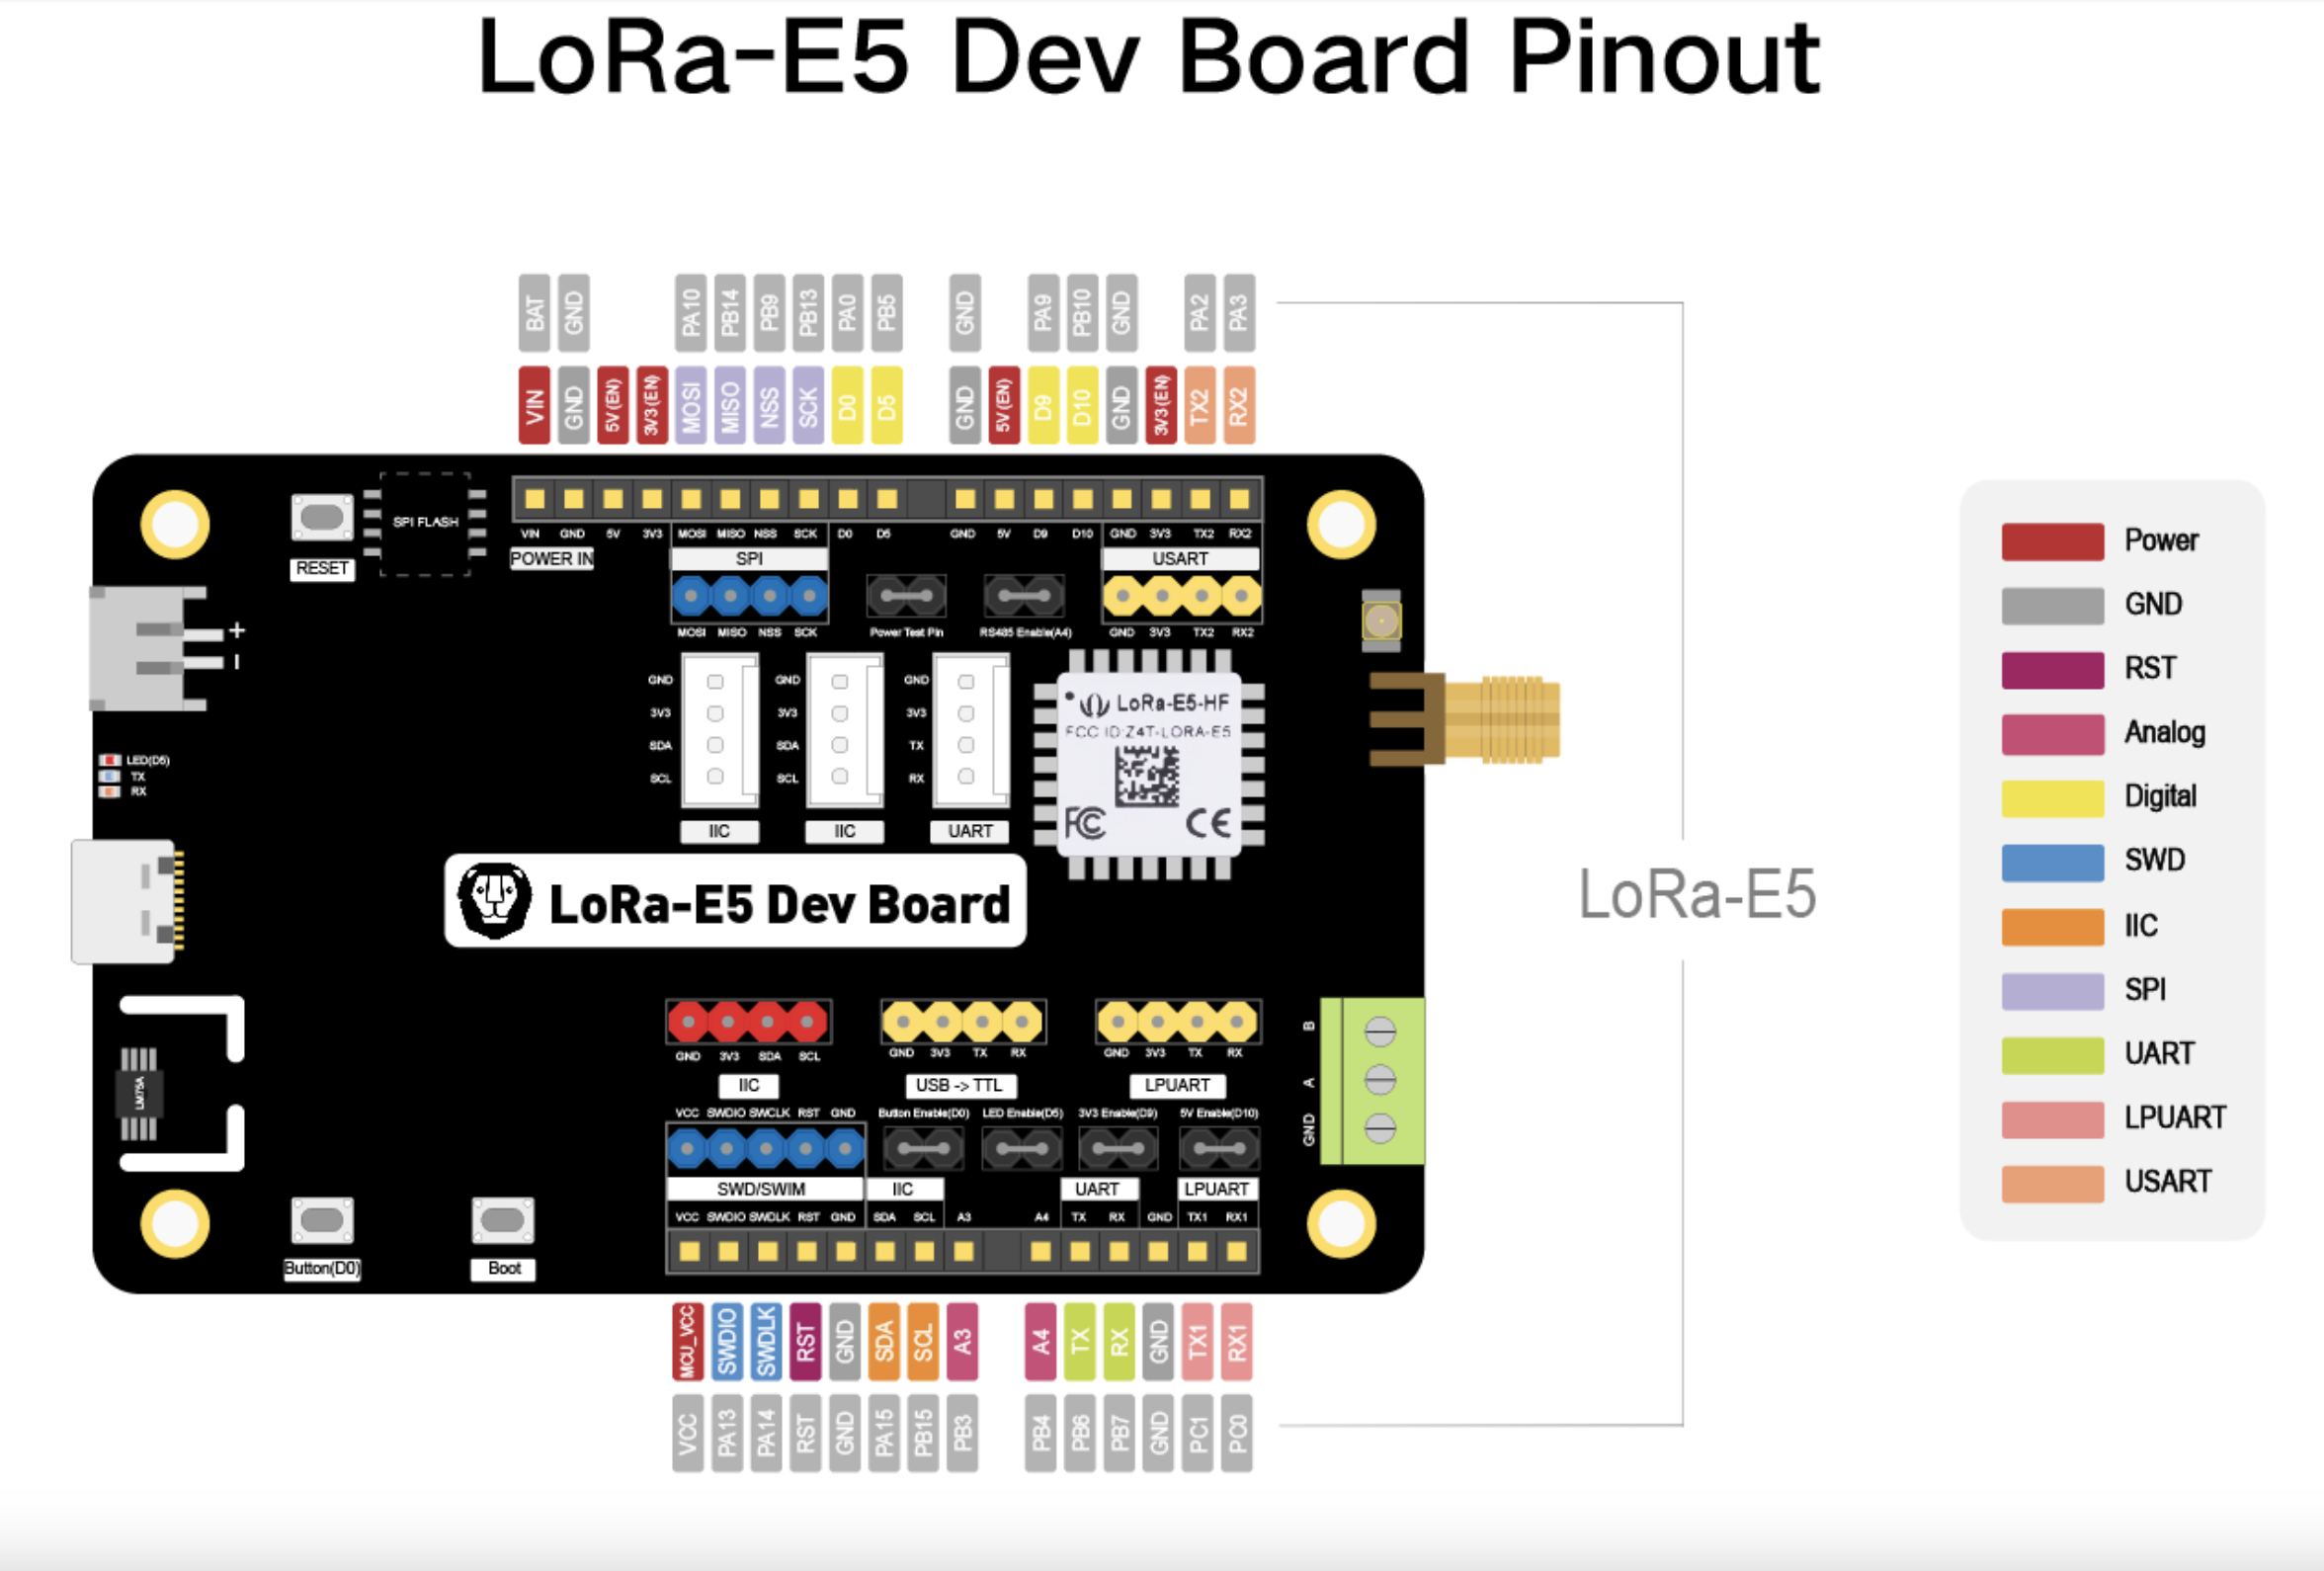 LoRa-E5 Dev Board Pinout
BAT GND PA10 PB14 PB9 PB13 PA0 PB5 GND PA9 PB10 GND PA2 PA3
VIN GND 5V(EN) 3V3(EN) MOSI MISO NSS SCK D0 D5 GND 5V(EN) D9 D10 GND 3V3(EN) TX2 RX2
SPI FLASH
RESET
VIN GND 5V 3V3 MOSI MISO NSS SCK D0 D5 GND 5V D9 D10 GND 3V3 TX2 RX2
POWER IN SPI USART
MOSI MISO NSS SCK Power Test Pin RS485 Enable(A4) GND 3V3 TX2 RX2
+
-
GND GND GND
3V3 3V3 3V3
SDA SDA TX
SCL SCL RX
IIC IIC UART
LoRa-E5-HF
FCC ID:Z4T-LORA-E5
FC CE
LED(D5)
TX
RX
LoRa-E5 Dev Board
LoRa-E5
GND 3V3 SDA SCL GND 3V3 TX RX GND 3V3 TX RX
IIC USB -> TTL LPUART
VCC SWDIO SWCLK RST GND Button Enable(D0) LED Enable(D5) 3V3 Enable(D9) 5V Enable(D10)
SWD/SWIM IIC UART LPUART
VCC SWDIO SWDLK RST GND SDA SCL A3 A4 TX RX GND TX1 RX1
B
A
GND
LM75A
Button(D0)
Boot
MCU_VCC SWDIO SWDLK RST GND SDA SCL A3 A4 TX RX GND TX1 RX1
VCC PA13 PA14 RST GND PA15 PB15 PB3 PB4 PB6 PB7 GND PC1 PC0
Power
GND
RST
Analog
Digital
SWD
IIC
SPI
UART
LPUART
USART